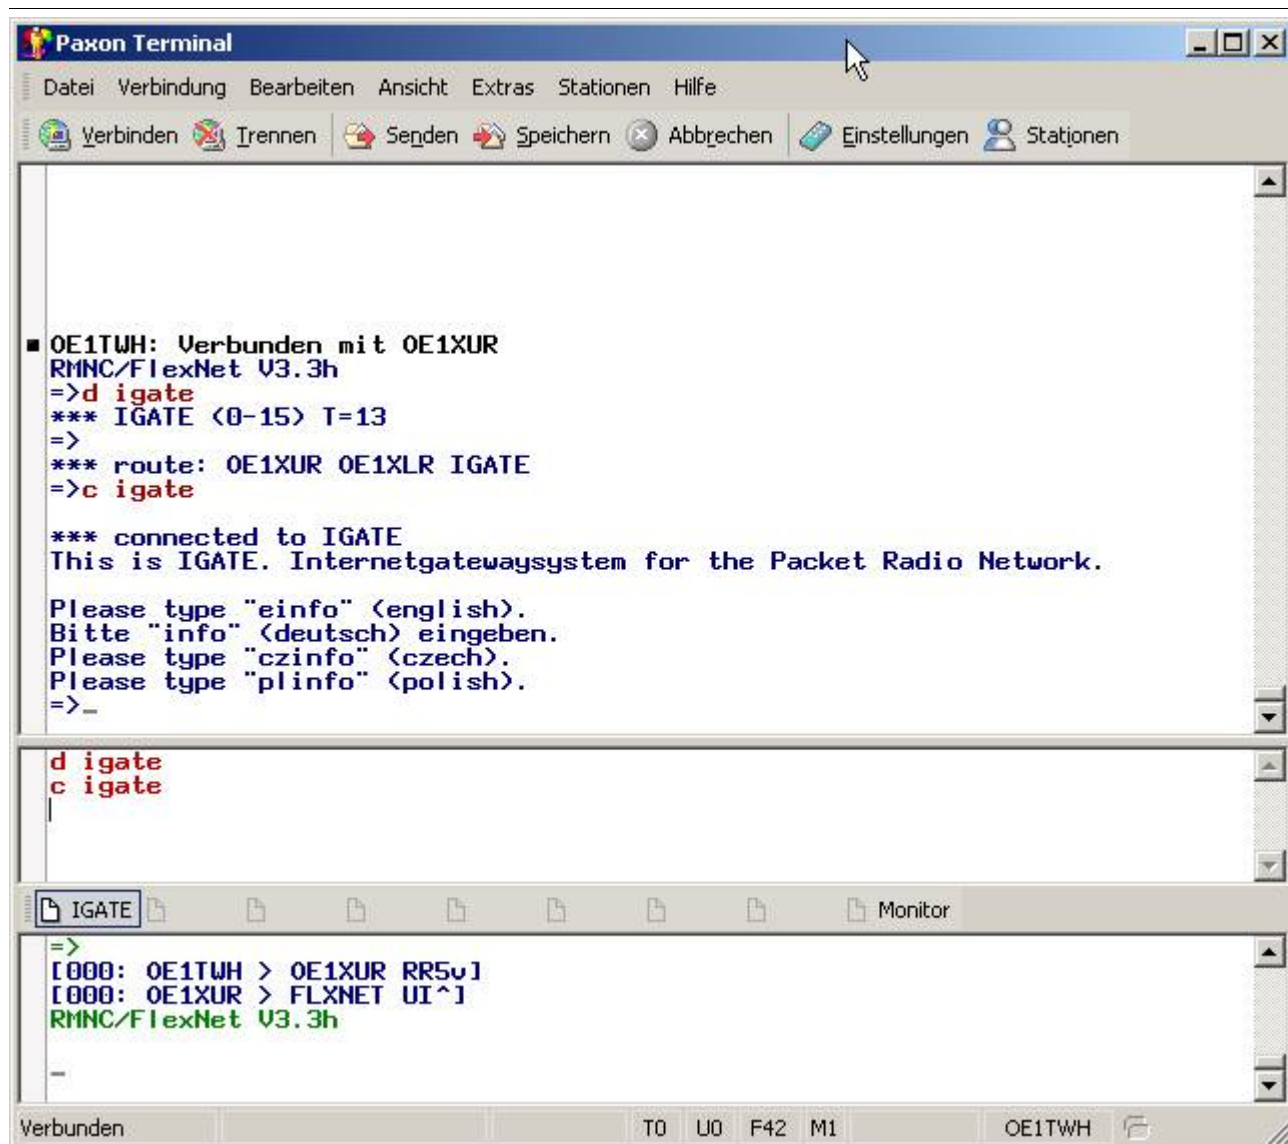 Paxon Terminal
Datei Verbindung Bearbeiten Ansicht Extras Stationen Hilfe
Verbinden Trennen Senden Speichern Abbrechen Einstellungen Stationen
OE1TWH: Verbunden mit OE1XUR
RMNC/FlexNet V3.3h
=>d igate
*** IGATE (0-15) T=13
=>
*** route: OE1XUR OE1XLR IGATE
=>c igate
*** connected to IGATE
This is IGATE. Internetgatewaysystem for the Packet Radio Network.
Please type "einfo" (english).
Bitte "info" (deutsch) eingeben.
Please type "czinfo" (czech).
Please type "plinfo" (polish).
=>_
d igate
c igate
IGATE Monitor
=>
[000: OE1TWH > OE1XUR RR5v]
[000: OE1XUR > FLXNET UI^]
RMNC/FlexNet V3.3h
_
Verbunden T0 U0 F42 M1 OE1TWH